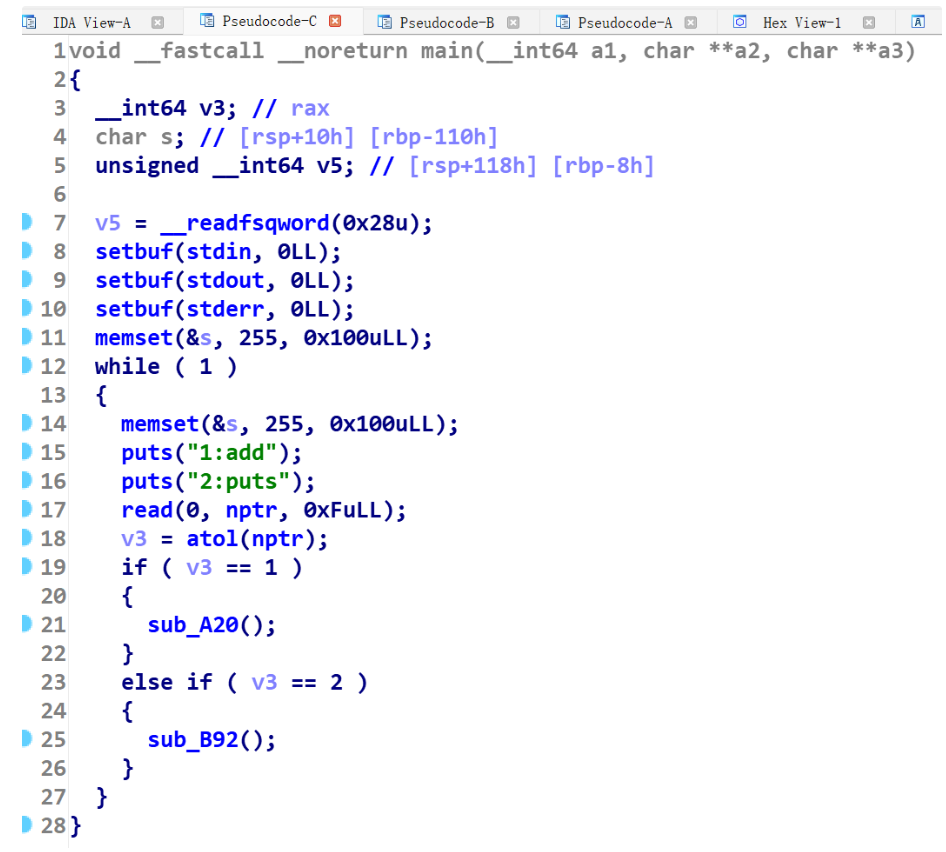 IDA View-A Pseudocode-C Pseudocode-B Pseudocode-A Hex View-1
1 void __fastcall __noreturn main(__int64 a1, char **a2, char **a3)
2 {
3   __int64 v3; // rax
4   char s; // [rsp+10h] [rbp-110h]
5   unsigned __int64 v5; // [rsp+118h] [rbp-8h]
6
7   v5 = __readfsqword(0x28u);
8   setbuf(stdin, 0LL);
9   setbuf(stdout, 0LL);
10   setbuf(stderr, 0LL);
11   memset(&s, 255, 0x100uLL);
12   while ( 1 )
13   {
14     memset(&s, 255, 0x100uLL);
15     puts("1:add");
16     puts("2:puts");
17     read(0, nptr, 0xFuLL);
18     v3 = atol(nptr);
19     if ( v3 == 1 )
20     {
21       sub_A20();
22     }
23     else if ( v3 == 2 )
24     {
25       sub_B92();
26     }
27   }
28 }